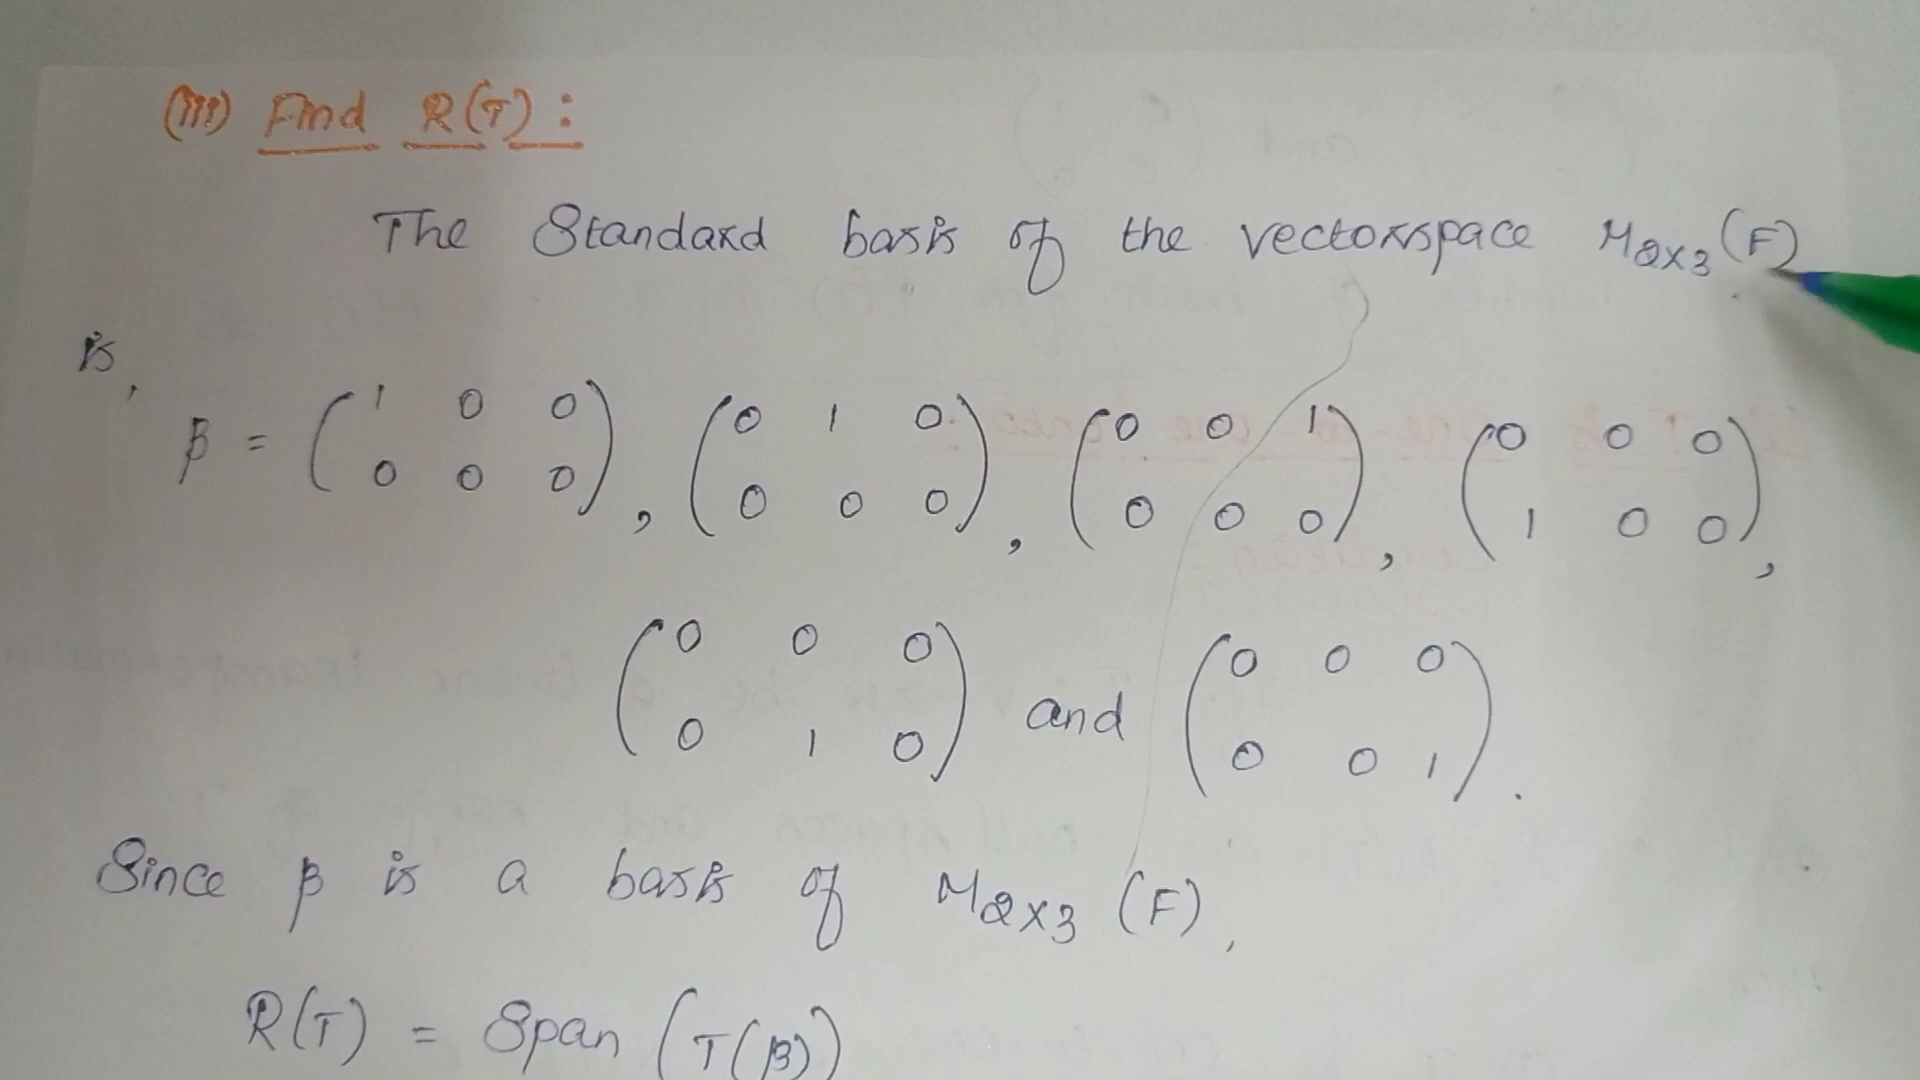 (iii) Find R(T) :
The Standard basis of the vectorspace M2x3 (F)
is,
β = (1 0 0 / 0 0 0), (0 1 0 / 0 0 0), (0 0 1 / 0 0 0), (0 0 0 / 1 0 0),
(0 0 0 / 0 1 0) and (0 0 0 / 0 0 1).
Since β is a basis of M2x3 (F),
R(T) = Span (T(β))